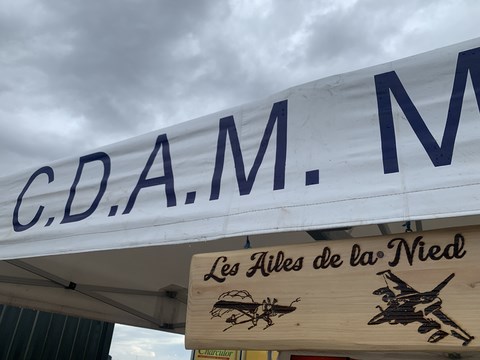 C.D.A.M. M
Les Ailes de la Nied